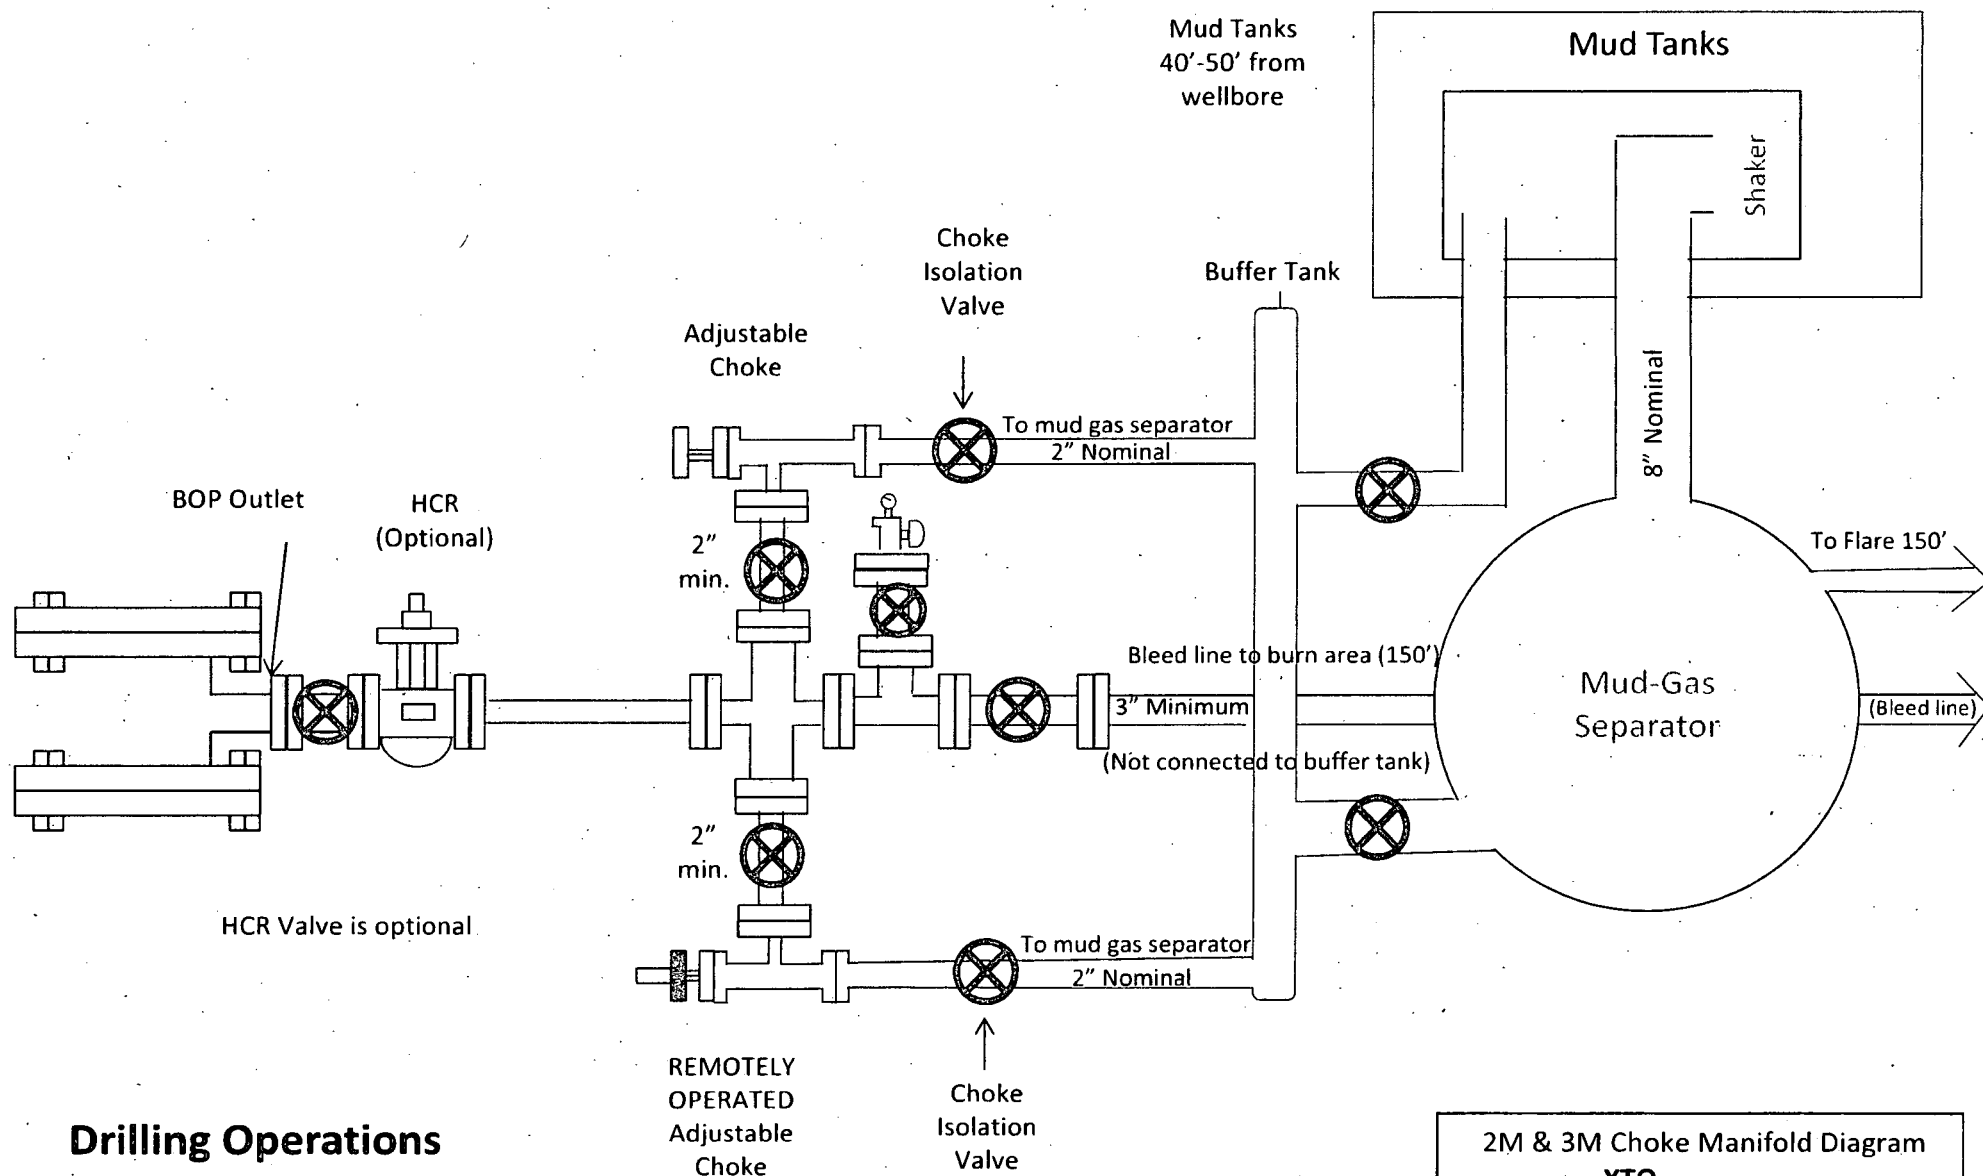 Mud Tanks
40'-50' from
wellbore
Mud Tanks
Shaker
Choke
Isolation
Valve
Buffer Tank
Adjustable
Choke
To mud gas separator
2" Nominal
8" Nominal
BOP Outlet
HCR
(Optional)
2"
min.
To Flare 150'
Bleed line to burn area (150')
3" Minimum
(Not connected to buffer tank)
Mud-Gas
Separator
(Bleed line)
2"
min.
HCR Valve is optional
To mud gas separator
2" Nominal
REMOTELY
OPERATED
Adjustable
Choke
Choke
Isolation
Valve
Drilling Operations
2M & 3M Choke Manifold Diagram
XTO